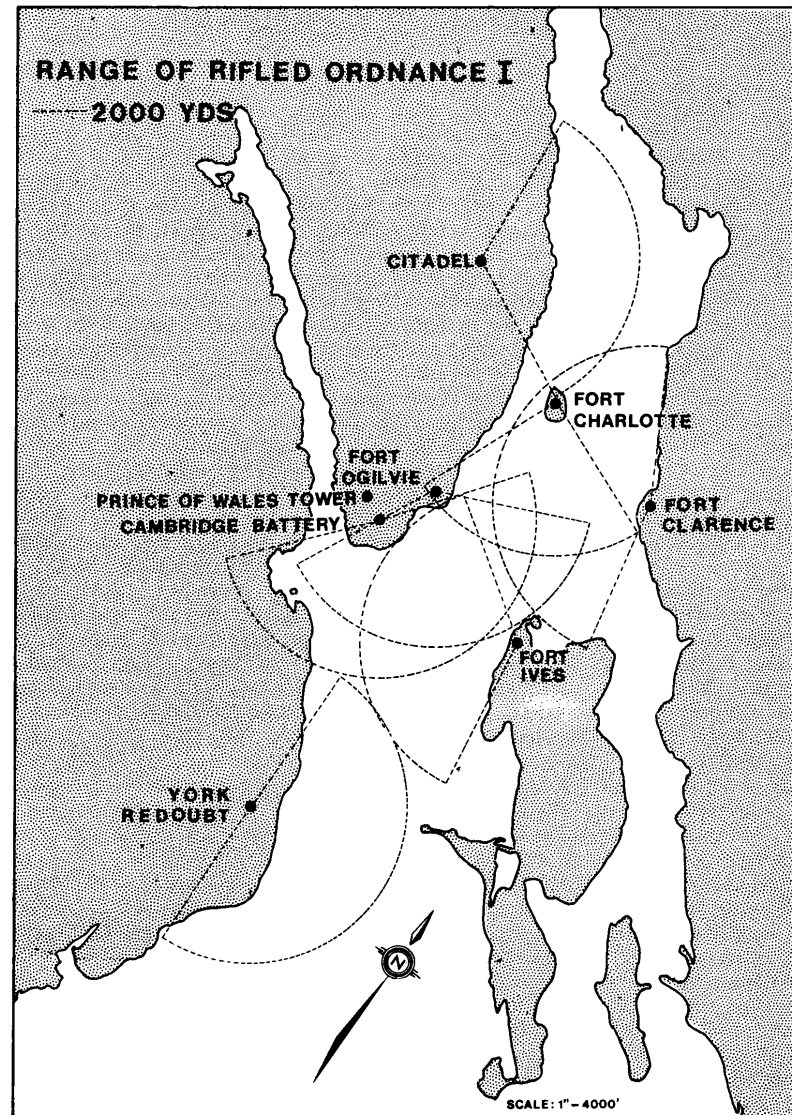 RANGE OF RIFLED ORDNANCE I
2000 YDS
CITADEL
FORT
CHARLOTTE
FORT
OGILVIE
PRINCE OF WALES TOWER
CAMBRIDGE BATTERY
FORT
CLARENCE
FORT
IVES
YORK
REDOUBT
N
SCALE: 1" – 4000'